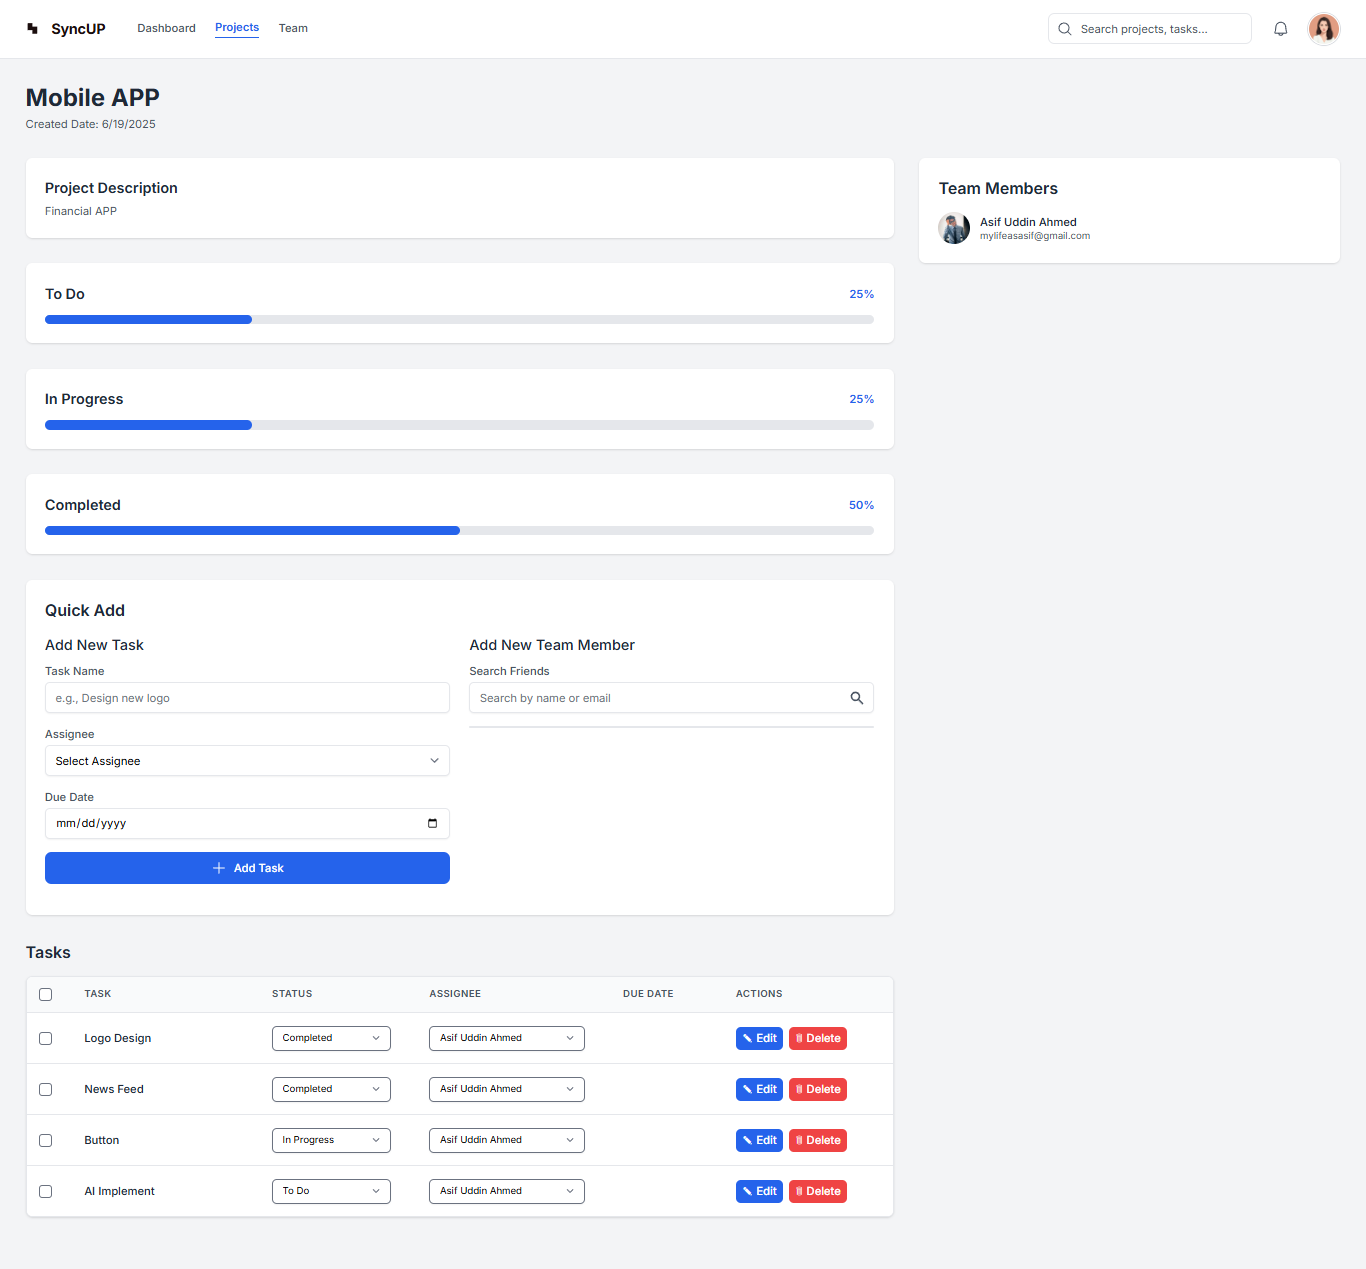 SyncUP
Dashboard
Projects
Team
Search projects, tasks...
Mobile APP
Created Date: 6/19/2025
Project Description
Financial APP
Team Members
Asif Uddin Ahmed
mylifeasasif@gmail.com
To Do
25%
In Progress
25%
Completed
50%
Quick Add
Add New Task
Task Name
e.g., Design new logo
Assignee
Select Assignee
Due Date
mm/dd/yyyy
Add Task
Add New Team Member
Search Friends
Search by name or email
Tasks
TASK STATUS ASSIGNEE DUE DATE ACTIONS
Logo Design Completed Asif Uddin Ahmed Edit Delete
News Feed Completed Asif Uddin Ahmed Edit Delete
Button In Progress Asif Uddin Ahmed Edit Delete
AI Implement To Do Asif Uddin Ahmed Edit Delete